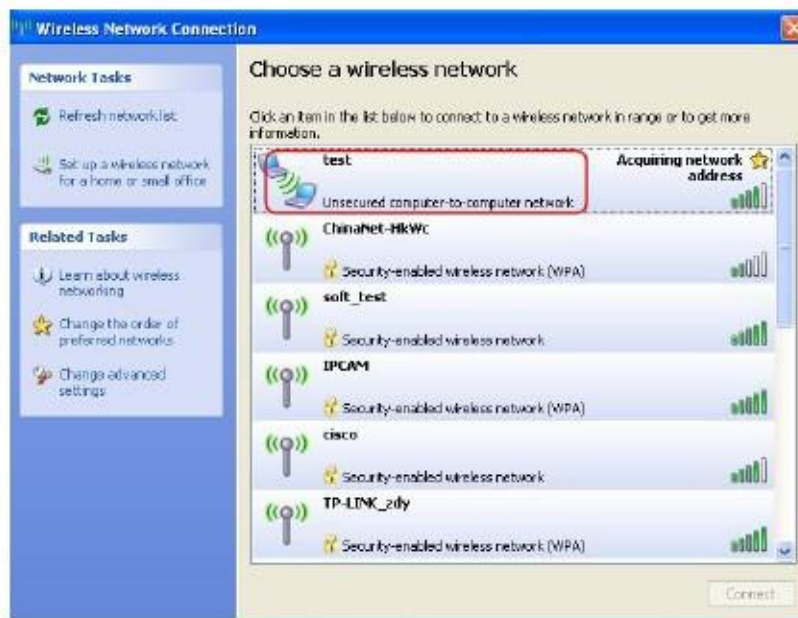 Wireless Network Connection
Network Tasks
Refresh network list
Set up a wireless network
for a home or small office
Related Tasks
Learn about wireless
networking
Change the order of
preferred networks
Change advanced
settings
Choose a wireless network
Click an item in the list below to connect to a wireless network in range or to get more
information.
test
Acquiring network
address
Unsecured computer-to-computer network
ChinaNet-HkWc
Security-enabled wireless network (WPA)
soft_test
Security-enabled wireless network
IPCAM
Security-enabled wireless network (WPA)
cisco
Security-enabled wireless network
TP-LINK_zdy
Security-enabled wireless network (WPA)
Connect